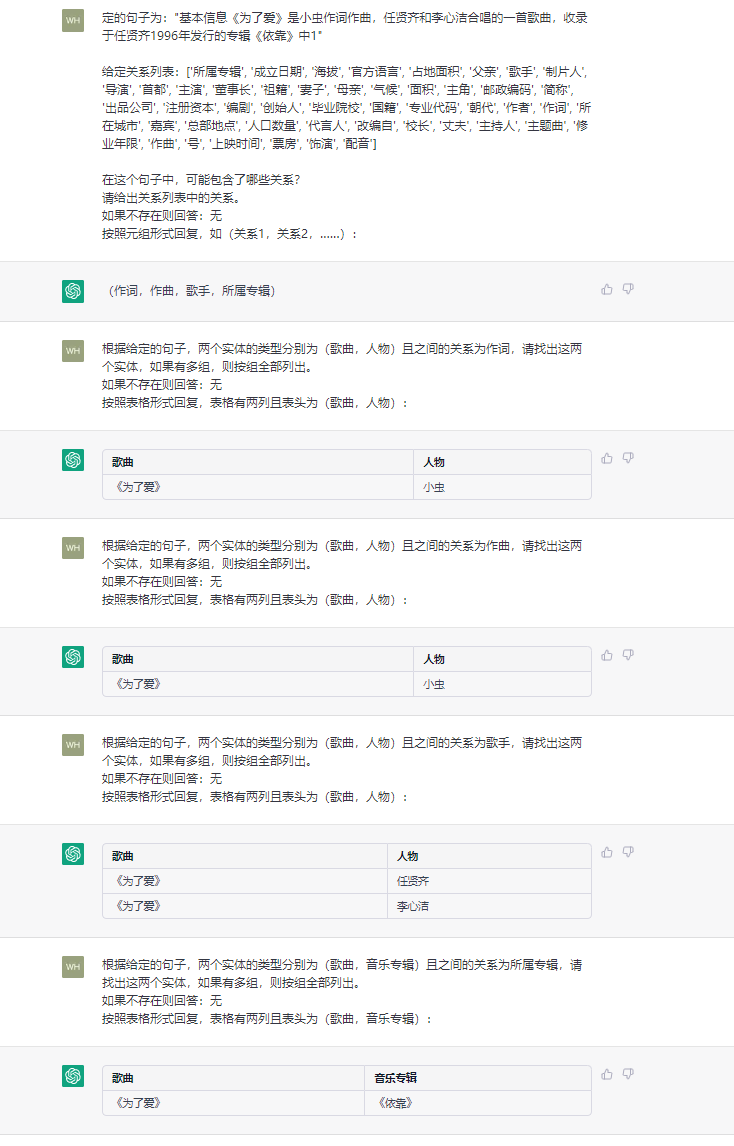 WH
定的句子为："基本信息《为了爱》是小虫作词作曲，任贤齐和李心洁合唱的一首歌曲，收录
于任贤齐1996年发行的专辑《依靠》中1"
给定关系列表：['所属专辑', '成立日期', '海拔', '官方语言', '占地面积', '父亲', '歌手', '制片人',
'导演', '首都', '主演', '董事长', '祖籍', '妻子', '母亲', '气候', '面积', '主角', '邮政编码', '简称',
'出品公司', '注册资本', '编剧', '创始人', '毕业院校', '国籍', '专业代码', '朝代', '作者', '作词', '所
在城市', '嘉宾', '总部地点', '人口数量', '代言人', '改编自', '校长', '丈夫', '主持人', '主题曲', '修
业年限', '作曲', '号', '上映时间', '票房', '饰演', '配音']
在这个句子中，可能包含了哪些关系？
请给出关系列表中的关系。
如果不存在则回答：无
按照元组形式回复，如（关系1，关系2，……）：
（作词，作曲，歌手，所属专辑）
WH
根据给定的句子，两个实体的类型分别为（歌曲，人物）且之间的关系为作词，请找出这两
个实体，如果有多组，则按组全部列出。
如果不存在则回答：无
按照表格形式回复，表格有两列且表头为（歌曲，人物）：
歌曲 人物
《为了爱》 小虫
WH
根据给定的句子，两个实体的类型分别为（歌曲，人物）且之间的关系为作曲，请找出这两
个实体，如果有多组，则按组全部列出。
如果不存在则回答：无
按照表格形式回复，表格有两列且表头为（歌曲，人物）：
歌曲 人物
《为了爱》 小虫
WH
根据给定的句子，两个实体的类型分别为（歌曲，人物）且之间的关系为歌手，请找出这两
个实体，如果有多组，则按组全部列出。
如果不存在则回答：无
按照表格形式回复，表格有两列且表头为（歌曲，人物）：
歌曲 人物
《为了爱》 任贤齐
《为了爱》 李心洁
WH
根据给定的句子，两个实体的类型分别为（歌曲，音乐专辑）且之间的关系为所属专辑，请
找出这两个实体，如果有多组，则按组全部列出。
如果不存在则回答：无
按照表格形式回复，表格有两列且表头为（歌曲，音乐专辑）：
歌曲 音乐专辑
《为了爱》 《依靠》